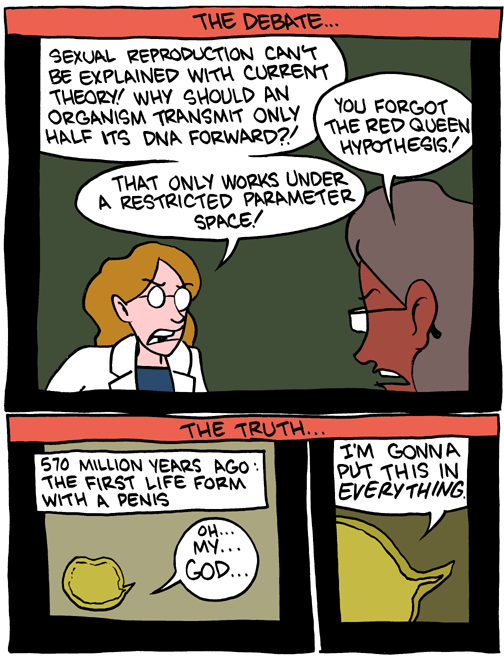 THE DEBATE...
SEXUAL REPRODUCTION CAN'T
BE EXPLAINED WITH CURRENT
THEORY! WHY SHOULD AN
ORGANISM TRANSMIT ONLY
HALF ITS DNA FORWARD?!
YOU FORGOT
THE RED QUEEN
HYPOTHESIS!
THAT ONLY WORKS UNDER
A RESTRICTED PARAMETER
SPACE!
THE TRUTH...
570 MILLION YEARS AGO:
THE FIRST LIFE FORM
WITH A PENIS
OH...
MY...
GOD...
I'M GONNA
PUT THIS IN
EVERYTHING.